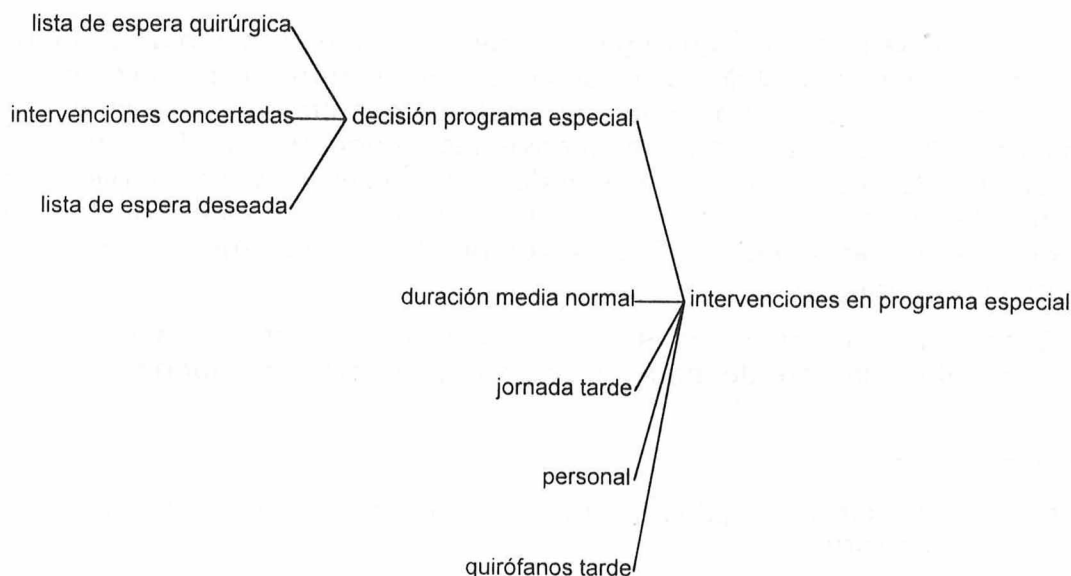 lista de espera quirúrgica
intervenciones concertadas
decisión programa especial
lista de espera deseada
duración media normal
intervenciones en programa especial
jornada tarde
personal
quirófanos tarde